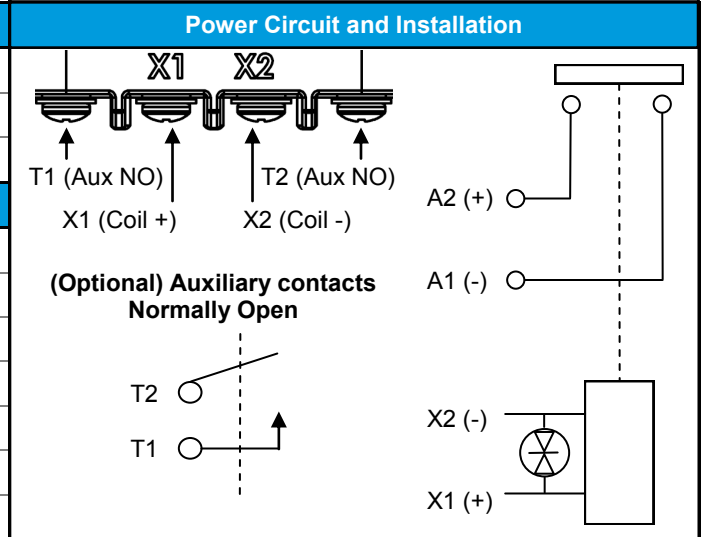 Power Circuit and Installation
X1 X2
T1 (Aux NO) T2 (Aux NO)
X1 (Coil +) X2 (Coil -)
(Optional) Auxiliary contacts
Normally Open
T2
T1
A2 (+)
A1 (-)
X2 (-)
X1 (+)